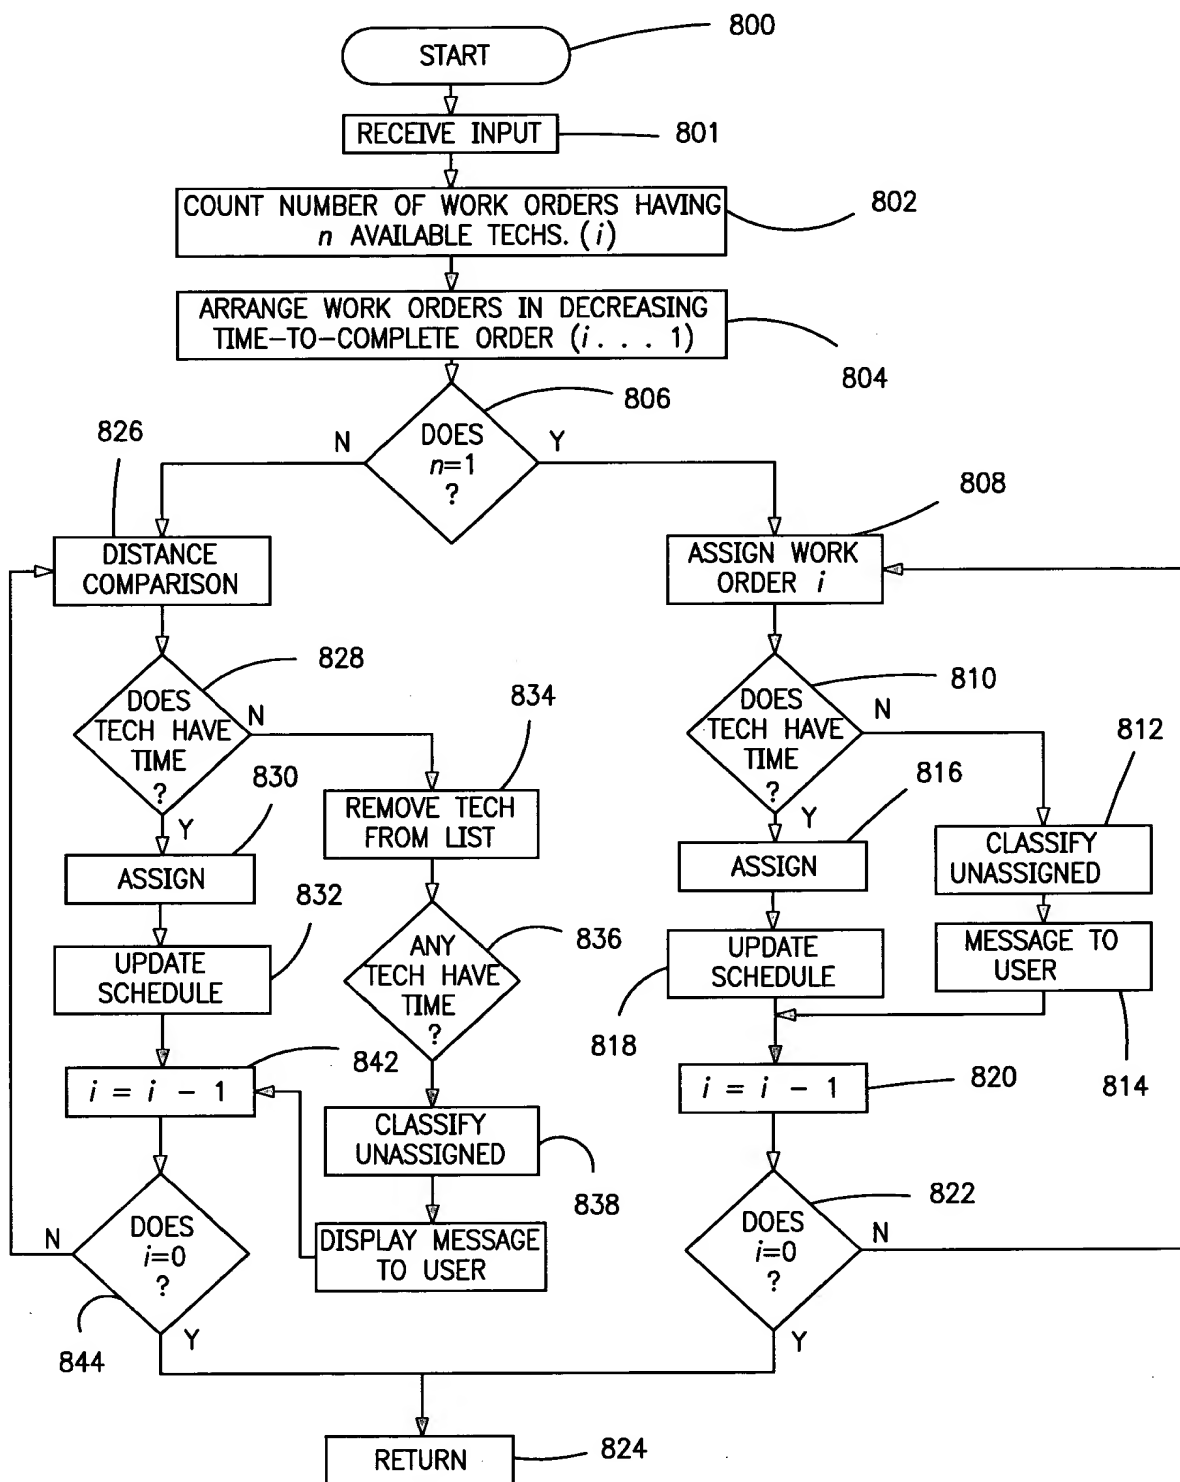 START
800
RECEIVE INPUT
801
COUNT NUMBER OF WORK ORDERS HAVING
n AVAILABLE TECHS. (i)
802
ARRANGE WORK ORDERS IN DECREASING
TIME-TO-COMPLETE ORDER (i . . . 1)
804
806
DOES
n=1
?
N
Y
826
DISTANCE
COMPARISON
808
ASSIGN WORK
ORDER i
828
DOES
TECH HAVE
TIME
?
N
Y
834
REMOVE TECH
FROM LIST
830
ASSIGN
832
UPDATE
SCHEDULE
836
ANY
TECH HAVE
TIME
?
842
i = i - 1
CLASSIFY
UNASSIGNED
838
DISPLAY MESSAGE
TO USER
DOES
i=0
?
N
Y
844
810
DOES
TECH HAVE
TIME
?
N
Y
812
CLASSIFY
UNASSIGNED
816
ASSIGN
UPDATE
SCHEDULE
818
MESSAGE TO
USER
814
i = i - 1
820
822
DOES
i=0
?
N
Y
RETURN
824